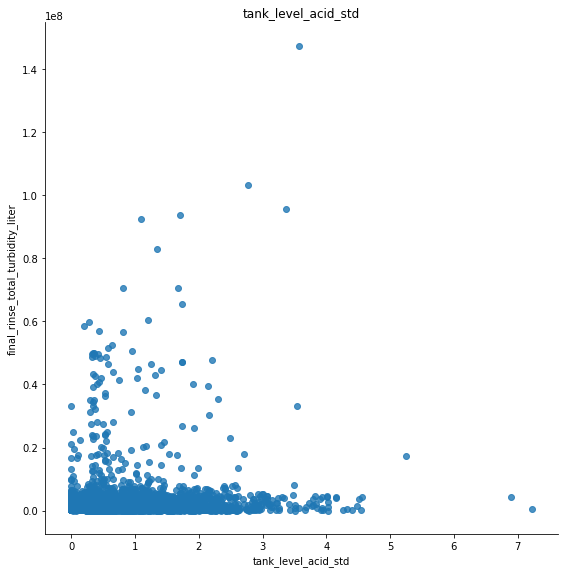 tank_level_acid_std
1e8
1.4
1.2
1.0
0.8
0.6
0.4
0.2
0.0
final_rinse_total_turbidity_liter
0 1 2 3 4 5 6 7
tank_level_acid_std